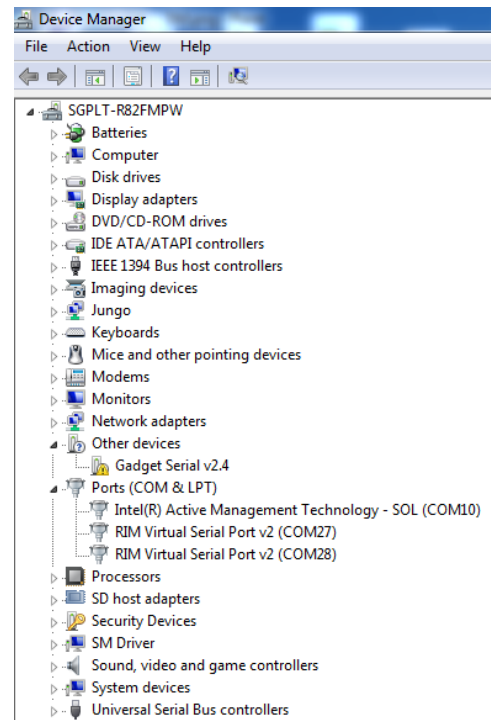 Device Manager
File Action View Help
SGPLT-R82FMPW
Batteries
Computer
Disk drives
Display adapters
DVD/CD-ROM drives
IDE ATA/ATAPI controllers
IEEE 1394 Bus host controllers
Imaging devices
Jungo
Keyboards
Mice and other pointing devices
Modems
Monitors
Network adapters
Other devices
Gadget Serial v2.4
Ports (COM & LPT)
Intel(R) Active Management Technology - SOL (COM10)
RIM Virtual Serial Port v2 (COM27)
RIM Virtual Serial Port v2 (COM28)
Processors
SD host adapters
Security Devices
SM Driver
Sound, video and game controllers
System devices
Universal Serial Bus controllers